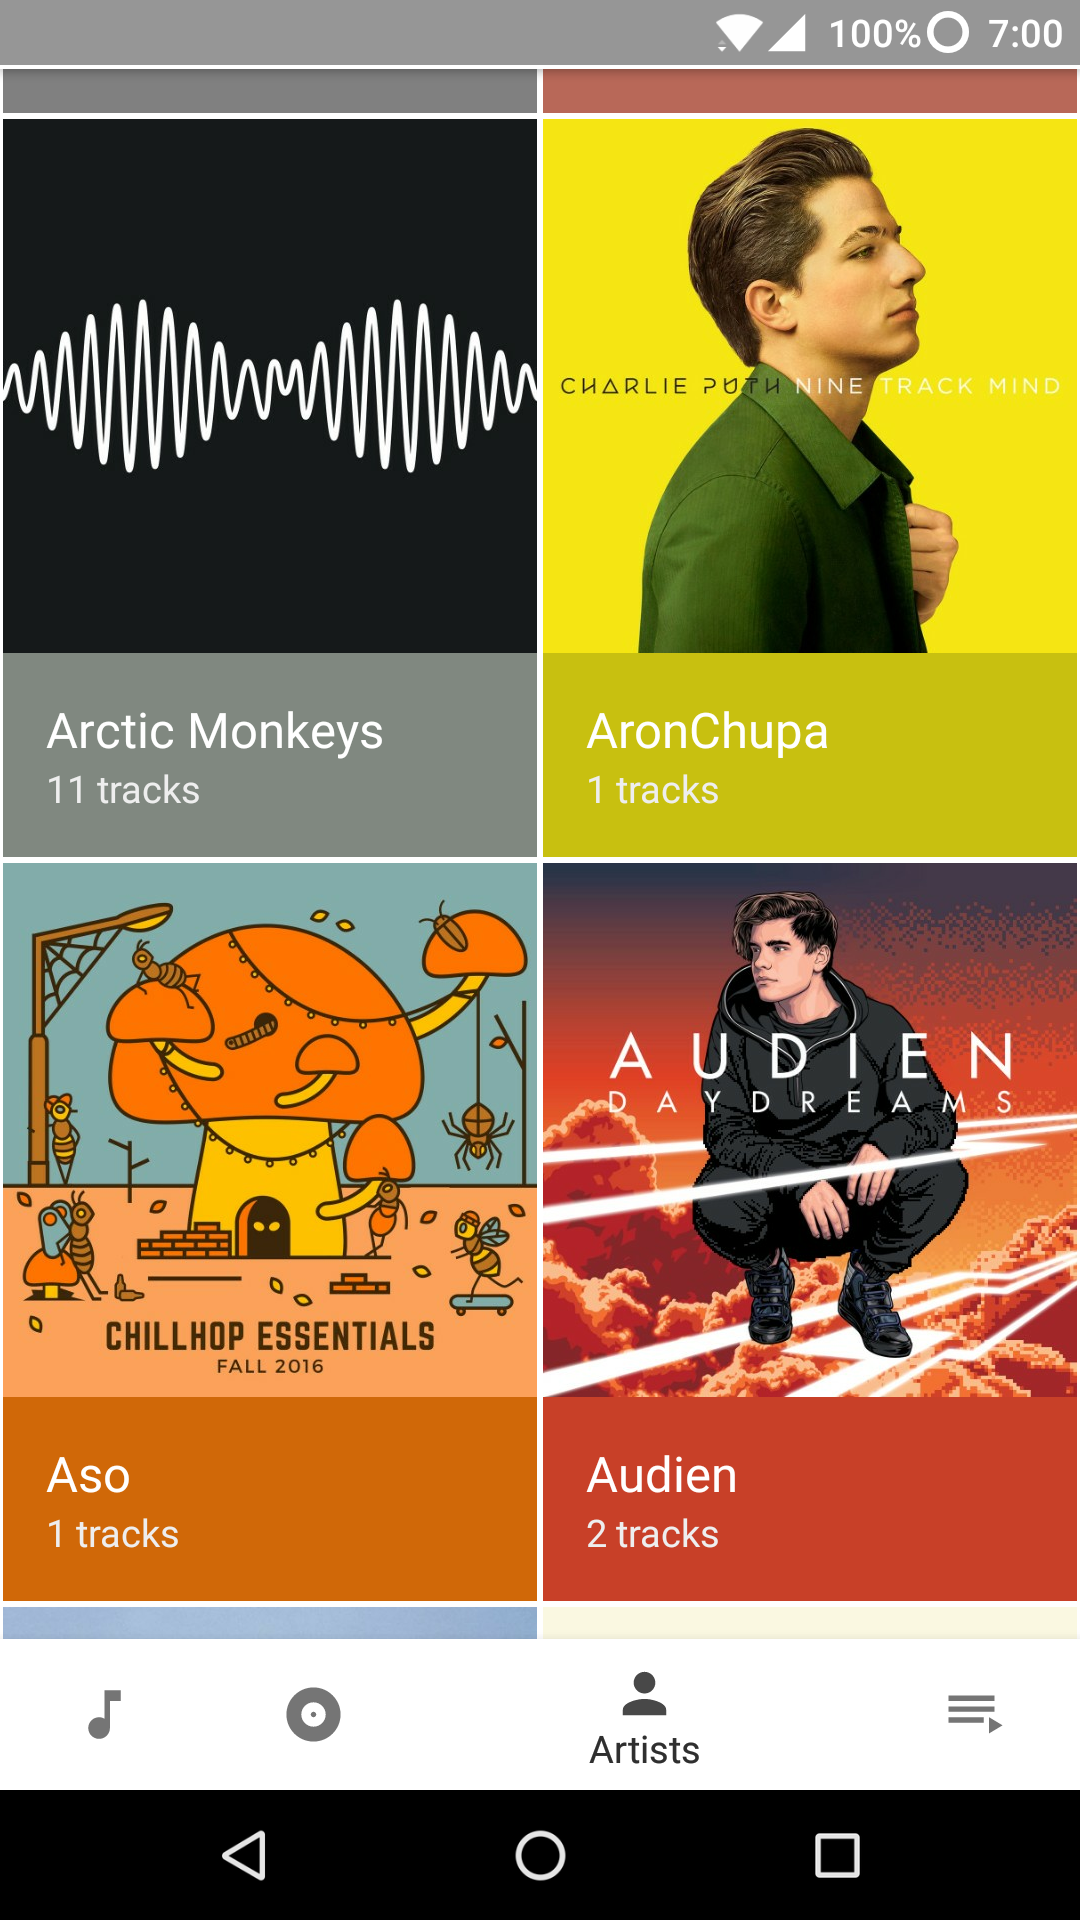 100% 7:00
CHARLIE PUTH NINE TRACK MIND
Arctic Monkeys
11 tracks
AronChupa
1 tracks
AUDIEN
DAYDREAMS
CHILLHOP ESSENTIALS
FALL 2016
Aso
1 tracks
Audien
2 tracks
Artists